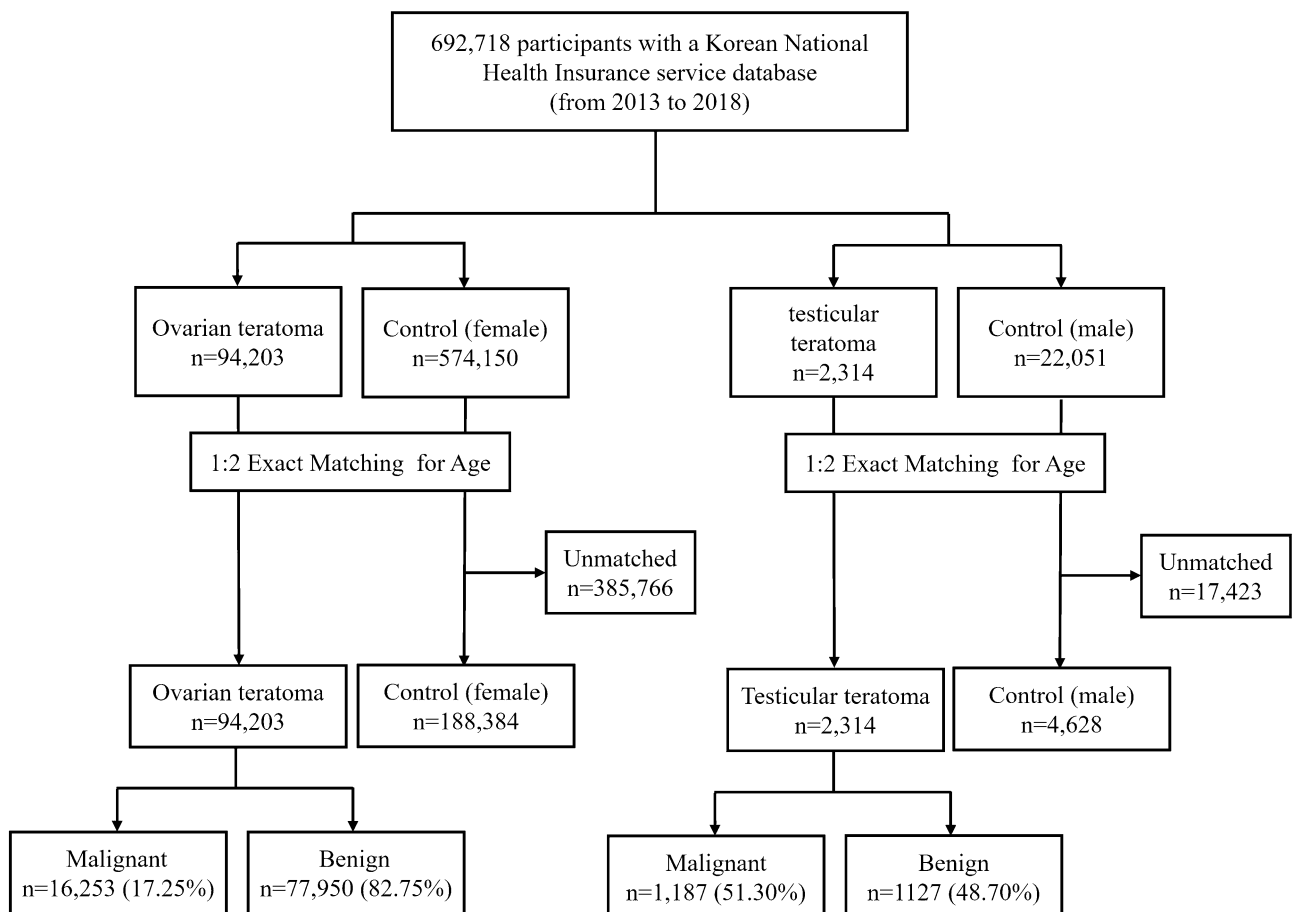 692,718 participants with a Korean National
Health Insurance service database
(from 2013 to 2018)
Ovarian teratoma
n=94,203
Control (female)
n=574,150
testicular
teratoma
n=2,314
Control (male)
n=22,051
1:2 Exact Matching for Age
1:2 Exact Matching for Age
Unmatched
n=385,766
Unmatched
n=17,423
Ovarian teratoma
n=94,203
Control (female)
n=188,384
Testicular teratoma
n=2,314
Control (male)
n=4,628
Malignant
n=16,253 (17.25%)
Benign
n=77,950 (82.75%)
Malignant
n=1,187 (51.30%)
Benign
n=1127 (48.70%)